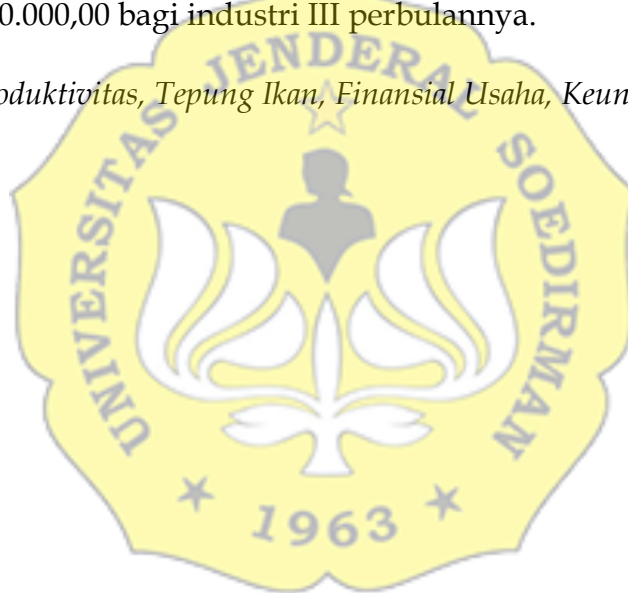 0.000,00 bagi industri III perbulannya.
oduktivitas, Tepung Ikan, Finansial Usaha, Keun
UNIVERSITAS JENDERAL SOEDIRMAN
★ 1963 ★